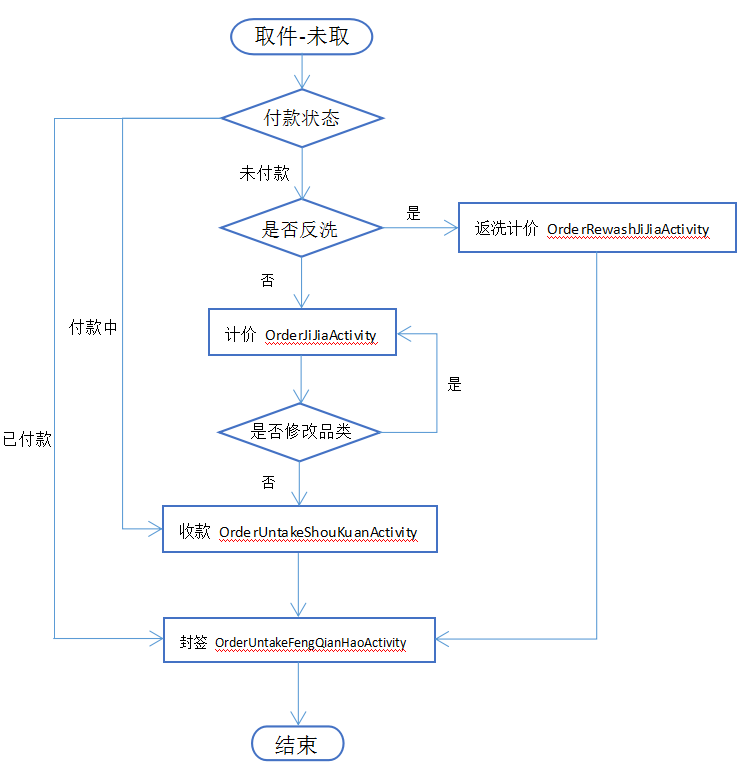 取件-未取
付款状态
未付款
是否反洗
是
返洗计价 OrderRewashJiJiaActivity
否
付款中
计价 OrderJiJiaActivity
是
已付款
是否修改品类
否
收款 OrderUntakeShouKuanActivity
封签 OrderUntakeFengQianHaoActivity
结束